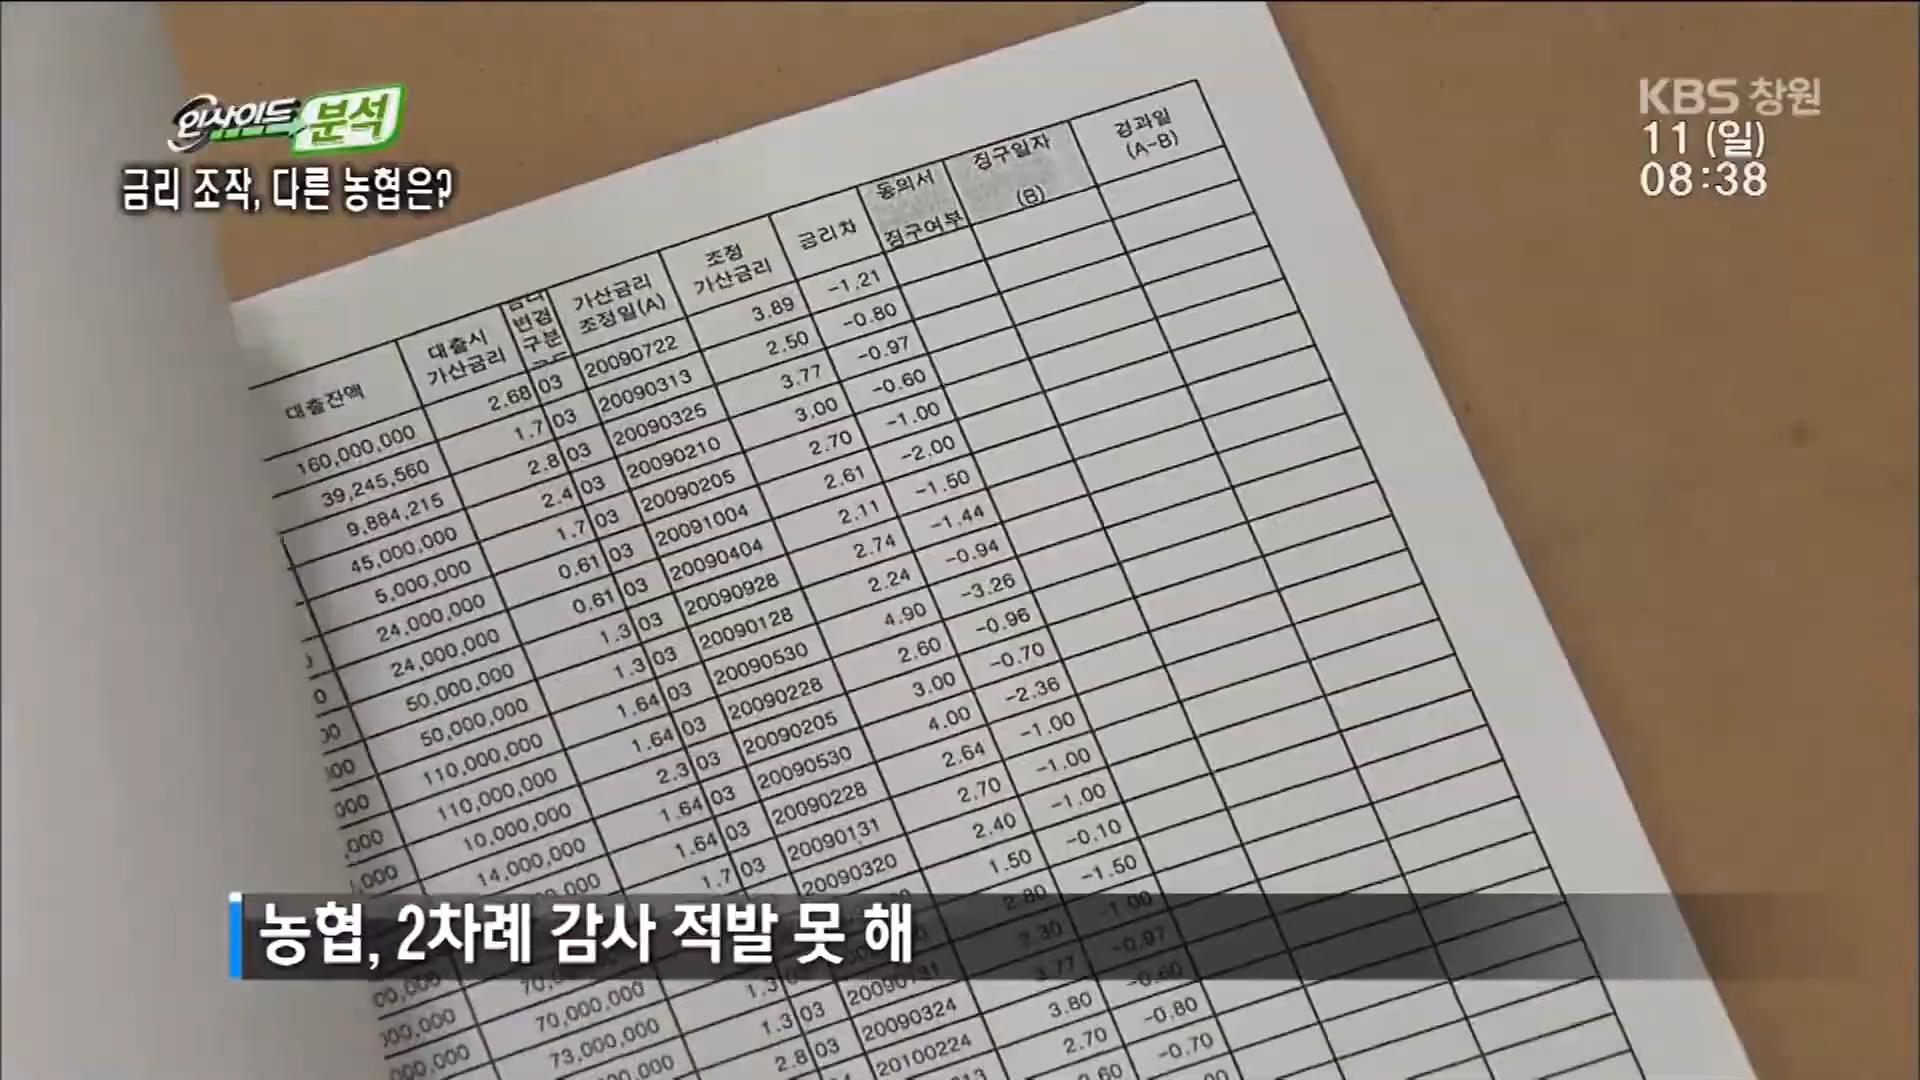 인사이드 분석
금리 조작, 다른 농협은?
KBS 창원
11 (일)
08:38
대출잔액 대출시 가산금리 변경 구분 가산금리 조정일(A) 조정 가산금리 금리차 동의서 징구여부 징구일자 (B) 경과일 (A-B)
160,000,000 2.68 03 20090722 3.89 -1.21
39,245,560 1.7 03 20090313 2.50 -0.80
9,884,215 2.8 03 20090325 3.77 -0.97
45,000,000 2.4 03 20090210 3.00 -0.60
5,000,000 1.7 03 20090205 2.70 -1.00
24,000,000 0.61 03 20091004 2.61 -2.00
24,000,000 0.61 03 20090404 2.11 -1.50
50,000,000 1.3 03 20090928 2.74 -1.44
50,000,000 1.3 03 20090128 2.24 -0.94
110,000,000 1.64 03 20090530 4.90 -3.26
110,000,000 1.64 03 20090228 2.60 -0.96
10,000,000 2.3 03 20090205 3.00 -0.70
14,000,000 1.64 03 20090530 4.00 -2.36
1.64 03 20090228 2.64 -1.00
1.7 03 20090131 2.70 -1.00
20090320 2.40 -1.00
1.50 -0.10
2.80 -1.50
2.30 -1.00
3.77 -0.97
70,000,000 1.3 03 20090324 3.80 -0.80
73,000,000 2.8 03 20100224 2.70 -0.70
농협, 2차례 감사 적발 못 해